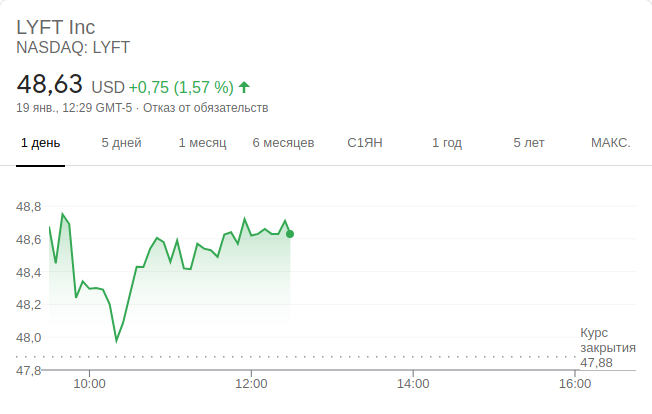 LYFT Inc
NASDAQ: LYFT
48,63 USD +0,75 (1,57 %)
19 янв., 12:29 GMT-5 · Отказ от обязательств
1 день 5 дней 1 месяц 6 месяцев С1ЯН 1 год 5 лет МАКС.
48,8
48,6
48,4
48,2
48,0
47,8
Курс
закрытия
47,88
10:00 12:00 14:00 16:00